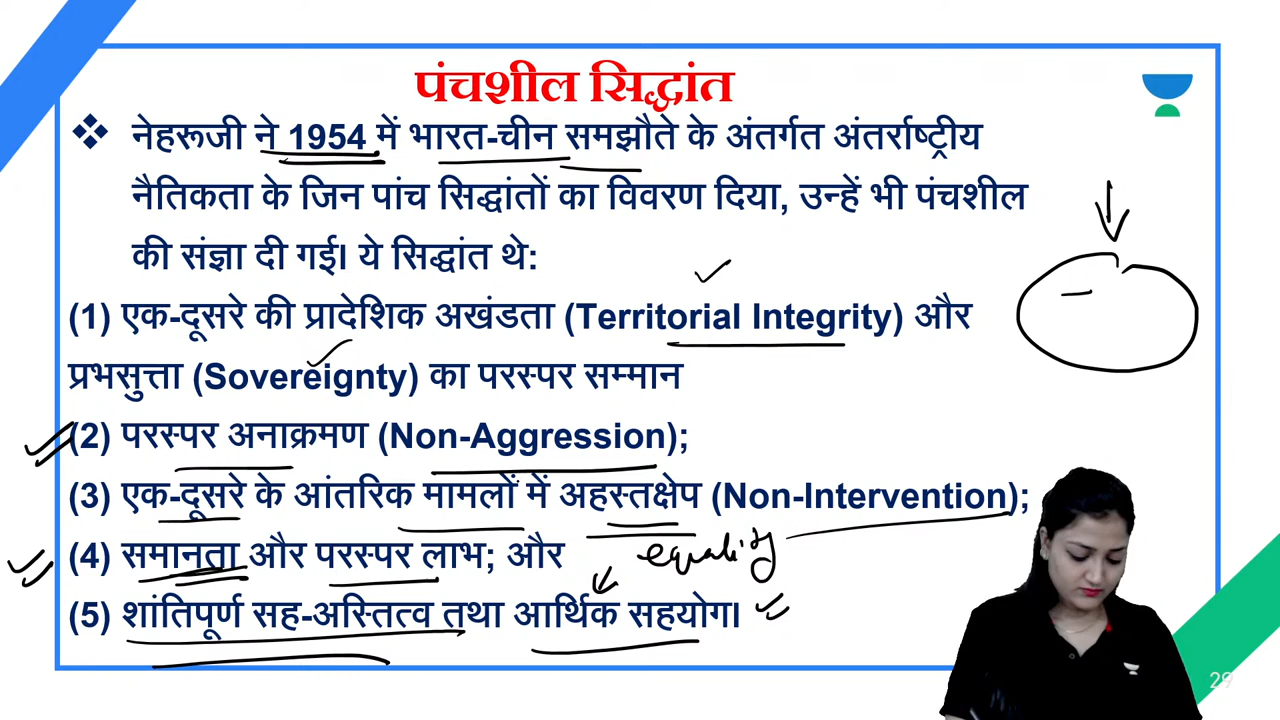 पंचशील सिद्धांत
❖ नेहरूजी ने 1954 में भारत-चीन समझौते के अंतर्गत अंतर्राष्ट्रीय
नैतिकता के जिन पांच सिद्धांतों का विवरण दिया, उन्हें भी पंचशील
की संज्ञा दी गई। ये सिद्धांत थे:
(1) एक-दूसरे की प्रादेशिक अखंडता (Territorial Integrity) और
प्रभसुत्ता (Sovereignty) का परस्पर सम्मान
(2) परस्पर अनाक्रमण (Non-Aggression);
(3) एक-दूसरे के आंतरिक मामलों में अहस्तक्षेप (Non-Intervention);
(4) समानता और परस्पर लाभ; और equality
(5) शांतिपूर्ण सह-अस्तित्व तथा आर्थिक सहयोग।
29